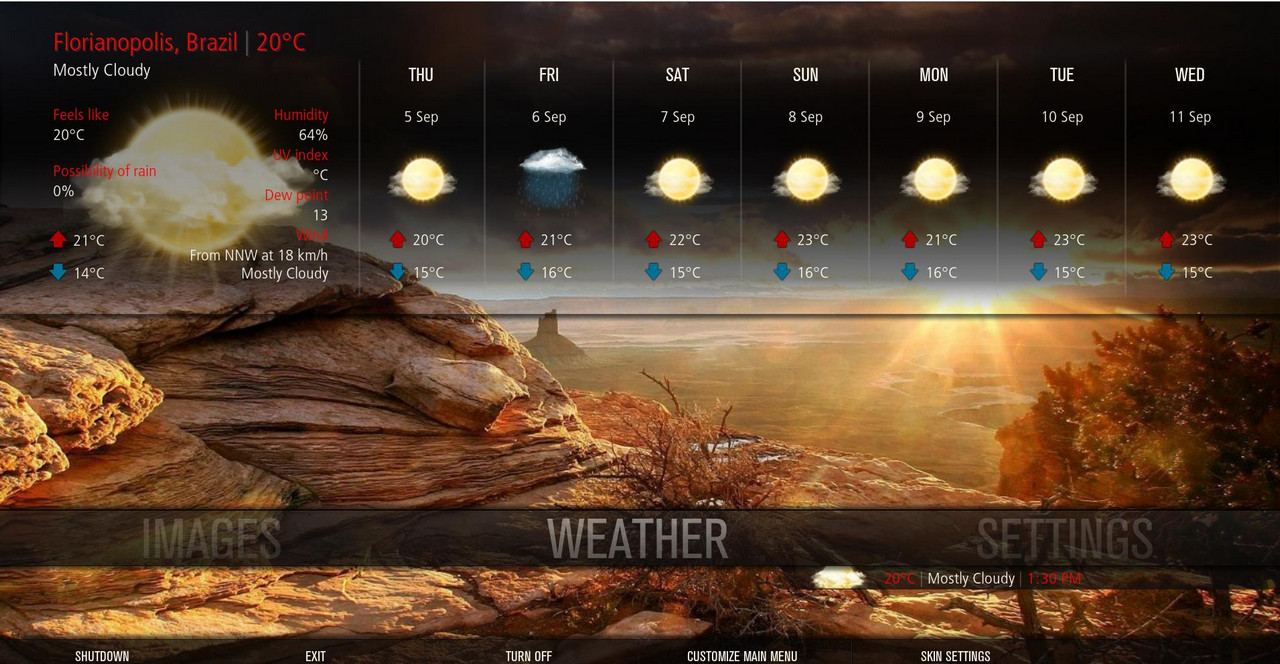 Florianopolis, Brazil | 20°C
Mostly Cloudy
Feels like
20°C
Possibility of rain
0%
21°C
14°C
Humidity
64%
UV index
°C
Dew point
13
Wind
From NNW at 18 km/h
Mostly Cloudy
THU
5 Sep
20°C
15°C
FRI
6 Sep
21°C
16°C
SAT
7 Sep
22°C
15°C
SUN
8 Sep
23°C
16°C
MON
9 Sep
21°C
16°C
TUE
10 Sep
23°C
15°C
WED
11 Sep
23°C
15°C
IMAGES
WEATHER
SETTINGS
20°C | Mostly Cloudy | 1:30 PM
SHUTDOWN
EXIT
TURN OFF
CUSTOMIZE MAIN MENU
SKIN SETTINGS